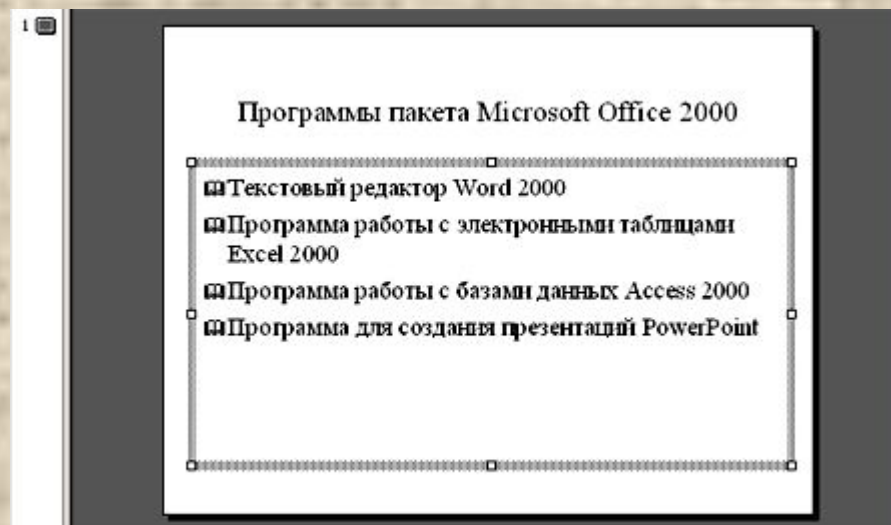 1
Программы пакета Microsoft Office 2000
Текстовый редактор Word 2000
Программа работы с электронными таблицами
Excel 2000
Программа работы с базами данных Access 2000
Программа для создания презентаций PowerPoint